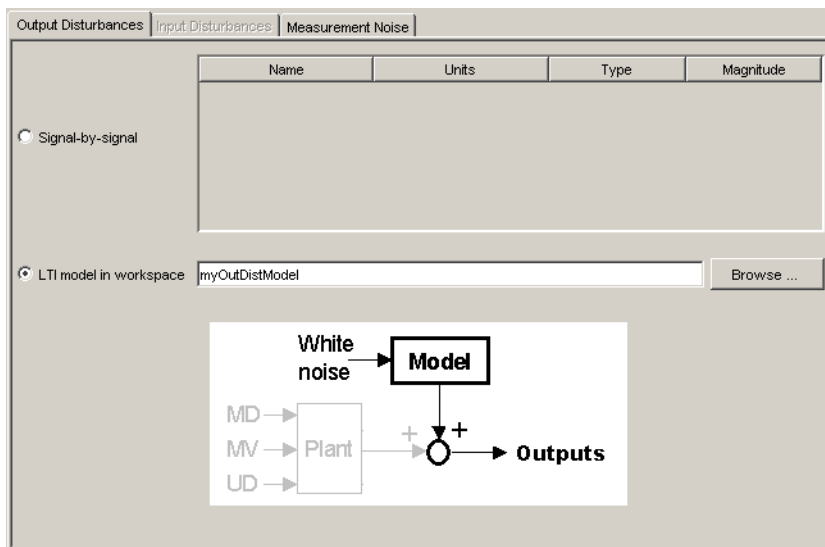 Output Disturbances Input Disturbances Measurement Noise
Name Units Type Magnitude
Signal-by-signal
LTI model in workspace myOutDistModel Browse ...
White
noise
Model
MD
+ +
MV Plant Outputs
UD